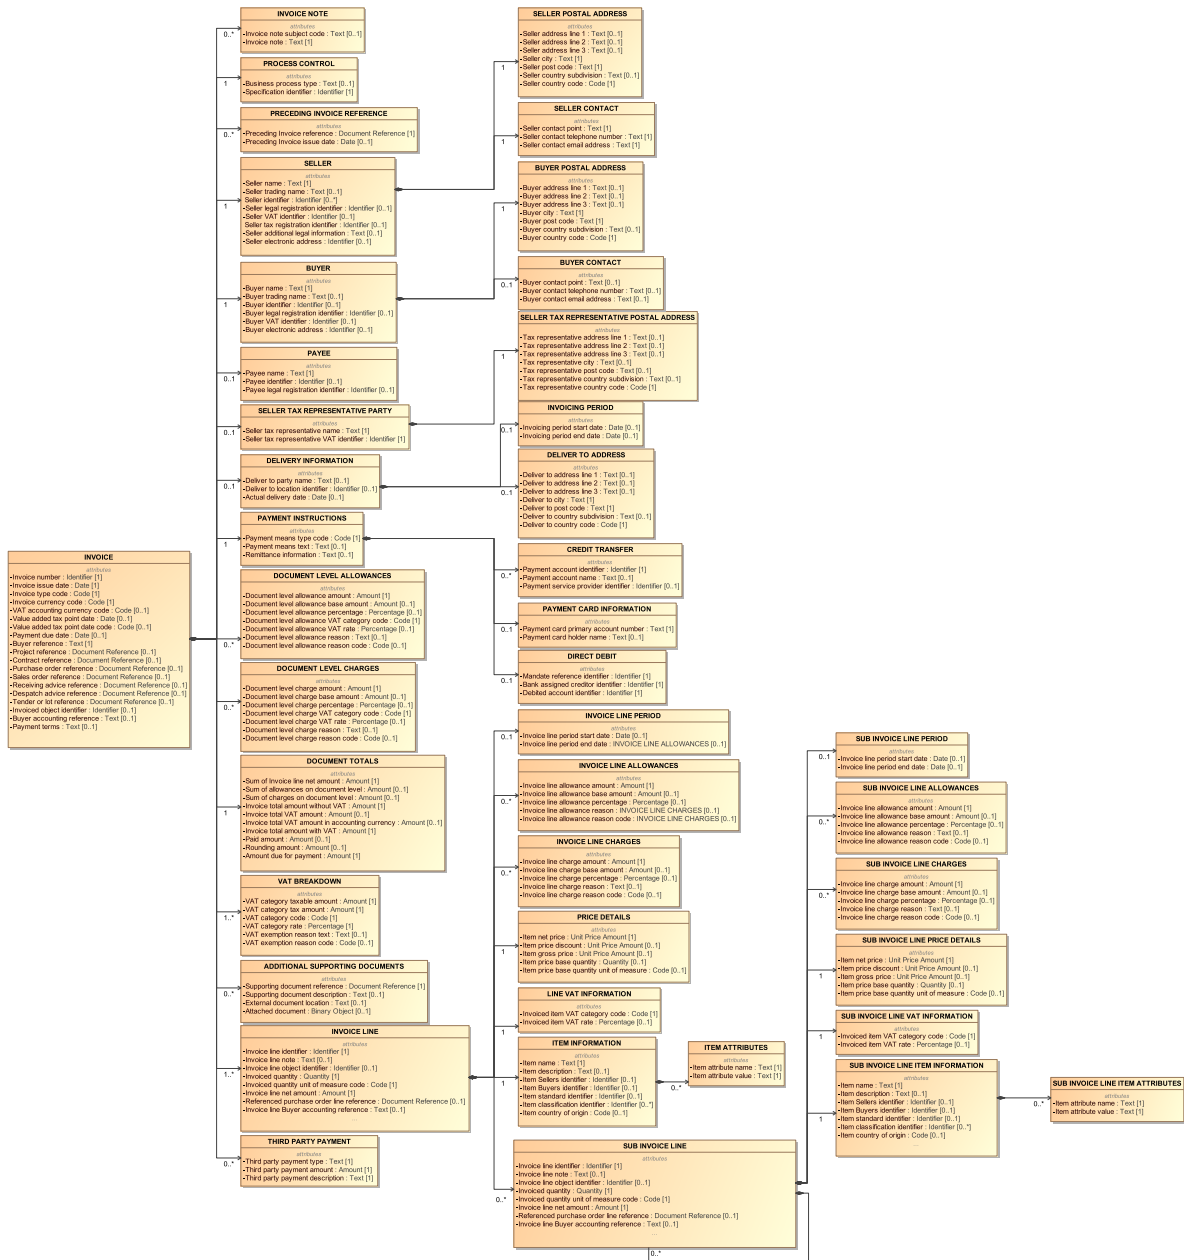 INVOICE
attributes
-Invoice number : Identifier [1]
-Invoice issue date : Date [1]
-Invoice type code : Code [1]
-Invoice currency code : Code [1]
-VAT accounting currency code : Code [0..1]
-Value added tax point date : Date [0..1]
-Value added tax point date code : Code [0..1]
-Payment due date : Date [0..1]
-Buyer reference : Text [1]
-Project reference : Document Reference [0..1]
-Contract reference : Document Reference [0..1]
-Purchase order reference : Document Reference [0..1]
-Sales order reference : Document Reference [0..1]
-Receiving advice reference : Document Reference [0..1]
-Despatch advice reference : Document Reference [0..1]
-Tender or lot reference : Document Reference [0..1]
-Invoiced object identifier : Identifier [0..1]
-Buyer accounting reference : Text [0..1]
-Payment terms : Text [0..1]
INVOICE NOTE
attributes
-Invoice note subject code : Text [0..1]
-Invoice note : Text [1]
0..*
PROCESS CONTROL
attributes
-Business process type : Text [0..1]
-Specification identifier : Identifier [1]
1
PRECEDING INVOICE REFERENCE
attributes
-Preceding Invoice reference : Document Reference [1]
-Preceding Invoice issue date : Date [0..1]
0..*
SELLER
attributes
-Seller name : Text [1]
-Seller trading name : Text [0..1]
Seller identifier : Identifier [0..*]
-Seller legal registration identifier : Identifier [0..1]
-Seller VAT identifier : Identifier [0..1]
Seller tax registration identifier : Identifier [0..1]
-Seller additional legal information : Text [0..1]
-Seller electronic address : Identifier [0..1]
1
BUYER
attributes
-Buyer name : Text [1]
-Buyer trading name : Text [0..1]
-Buyer identifier : Identifier [0..1]
-Buyer legal registration identifier : Identifier [0..1]
-Buyer VAT identifier : Identifier [0..1]
-Buyer electronic address : Identifier [0..1]
1
PAYEE
attributes
-Payee name : Text [1]
-Payee identifier : Identifier [0..1]
-Payee legal registration identifier : Identifier [0..1]
0..1
SELLER TAX REPRESENTATIVE PARTY
attributes
-Seller tax representative name : Text [1]
-Seller tax representative VAT identifier : Identifier [1]
0..1
DELIVERY INFORMATION
attributes
-Deliver to party name : Text [0..1]
-Deliver to location identifier : Identifier [0..1]
-Actual delivery date : Date [0..1]
0..1
PAYMENT INSTRUCTIONS
attributes
-Payment means type code : Code [1]
-Payment means text : Text [0..1]
-Remittance information : Text [0..1]
1
DOCUMENT LEVEL ALLOWANCES
attributes
-Document level allowance amount : Amount [1]
-Document level allowance base amount : Amount [0..1]
-Document level allowance percentage : Percentage [0..1]
-Document level allowance VAT category code : Code [1]
-Document level allowance VAT rate : Percentage [0..1]
-Document level allowance reason : Text [0..1]
-Document level allowance reason code : Code [0..1]
0..*
DOCUMENT LEVEL CHARGES
attributes
-Document level charge amount : Amount [1]
-Document level charge base amount : Amount [0..1]
-Document level charge percentage : Percentage [0..1]
-Document level charge VAT category code : Code [1]
-Document level charge VAT rate : Percentage [0..1]
-Document level charge reason : Text [0..1]
-Document level charge reason code : Code [0..1]
0..*
DOCUMENT TOTALS
attributes
-Sum of Invoice line net amount : Amount [1]
-Sum of allowances on document level : Amount [0..1]
-Sum of charges on document level : Amount [0..1]
-Invoice total amount without VAT : Amount [1]
-Invoice total VAT amount : Amount [0..1]
-Invoice total VAT amount in accounting currency : Amount [0..1]
-Invoice total amount with VAT : Amount [1]
-Paid amount : Amount [0..1]
-Rounding amount : Amount [0..1]
-Amount due for payment : Amount [1]
1
VAT BREAKDOWN
attributes
-VAT category taxable amount : Amount [1]
-VAT category tax amount : Amount [1]
-VAT category code : Code [1]
-VAT category rate : Percentage [1]
-VAT exemption reason text : Text [0..1]
-VAT exemption reason code : Code [0..1]
1..*
ADDITIONAL SUPPORTING DOCUMENTS
attributes
-Supporting document reference : Document Reference [1]
-Supporting document description : Text [0..1]
-External document location : Text [0..1]
-Attached document : Binary Object [0..1]
0..*
INVOICE LINE
attributes
-Invoice line identifier : Identifier [1]
-Invoice line note : Text [0..1]
-Invoice line object identifier : Identifier [0..1]
-Invoiced quantity : Quantity [1]
-Invoiced quantity unit of measure code : Code [1]
-Invoice line net amount : Amount [1]
-Referenced purchase order line reference : Document Reference [0..1]
-Invoice line Buyer accounting reference : Text [0..1]
1..*
THIRD PARTY PAYMENT
attributes
-Third party payment type : Text [1]
-Third party payment amount : Amount [1]
-Third party payment description : Text [1]
0..*
SELLER POSTAL ADDRESS
attributes
-Seller address line 1 : Text [0..1]
-Seller address line 2 : Text [0..1]
-Seller address line 3 : Text [0..1]
-Seller city : Text [1]
-Seller post code : Text [1]
-Seller country subdivision : Text [0..1]
-Seller country code : Code [1]
1
SELLER CONTACT
attributes
-Seller contact point : Text [1]
-Seller contact telephone number : Text [1]
-Seller contact email address : Text [1]
1
BUYER POSTAL ADDRESS
attributes
-Buyer address line 1 : Text [0..1]
-Buyer address line 2 : Text [0..1]
-Buyer address line 3 : Text [0..1]
-Buyer city : Text [1]
-Buyer post code : Text [1]
-Buyer country subdivision : Text [0..1]
-Buyer country code : Code [1]
1
BUYER CONTACT
attributes
-Buyer contact point : Text [0..1]
-Buyer contact telephone number : Text [0..1]
-Buyer contact email address : Text [0..1]
0..1
SELLER TAX REPRESENTATIVE POSTAL ADDRESS
attributes
-Tax representative address line 1 : Text [0..1]
-Tax representative address line 2 : Text [0..1]
-Tax representative address line 3 : Text [0..1]
-Tax representative city : Text [0..1]
-Tax representative post code : Text [0..1]
-Tax representative country subdivision : Text [0..1]
-Tax representative country code : Code [1]
1
INVOICING PERIOD
attributes
-Invoicing period start date : Date [0..1]
-Invoicing period end date : Date [0..1]
0..1
DELIVER TO ADDRESS
attributes
-Deliver to address line 1 : Text [0..1]
-Deliver to address line 2 : Text [0..1]
-Deliver to address line 3 : Text [0..1]
-Deliver to city : Text [1]
-Deliver to post code : Text [1]
-Deliver to country subdivision : Text [0..1]
-Deliver to country code : Code [1]
0..1
CREDIT TRANSFER
attributes
-Payment account identifier : Identifier [1]
-Payment account name : Text [0..1]
-Payment service provider identifier : Identifier [0..1]
0..*
PAYMENT CARD INFORMATION
attributes
-Payment card primary account number : Text [1]
-Payment card holder name : Text [0..1]
0..1
DIRECT DEBIT
attributes
-Mandate reference identifier : Identifier [1]
-Bank assigned creditor identifier : Identifier [1]
-Debited account identifier : Identifier [1]
0..1
INVOICE LINE PERIOD
attributes
-Invoice line period start date : Date [0..1]
-Invoice line period end date : INVOICE LINE ALLOWANCES [0..1]
0..1
INVOICE LINE ALLOWANCES
attributes
-Invoice line allowance amount : Amount [1]
-Invoice line allowance base amount : Amount [0..1]
-Invoice line allowance percentage : Percentage [0..1]
-Invoice line allowance reason : INVOICE LINE CHARGES [0..1]
-Invoice line allowance reason code : INVOICE LINE CHARGES [0..1]
0..*
INVOICE LINE CHARGES
attributes
-Invoice line charge amount : Amount [1]
-Invoice line charge base amount : Amount [0..1]
-Invoice line charge percentage : Percentage [0..1]
-Invoice line charge reason : Text [0..1]
-Invoice line charge reason code : Code [0..1]
0..*
PRICE DETAILS
attributes
-Item net price : Unit Price Amount [1]
-Item price discount : Unit Price Amount [0..1]
-Item gross price : Unit Price Amount [0..1]
-Item price base quantity : Quantity [0..1]
-Item price base quantity unit of measure : Code [0..1]
1
LINE VAT INFORMATION
attributes
-Invoiced item VAT category code : Code [1]
-Invoiced item VAT rate : Percentage [0..1]
1
ITEM INFORMATION
attributes
-Item name : Text [1]
-Item description : Text [0..1]
-Item Sellers identifier : Identifier [0..1]
-Item Buyers identifier : Identifier [0..1]
-Item standard identifier : Identifier [0..1]
-Item classification identifier : Identifier [0..*]
-Item country of origin : Code [0..1]
1
ITEM ATTRIBUTES
attributes
-Item attribute name : Text [1]
-Item attribute value : Text [1]
0..*
SUB INVOICE LINE
attributes
-Invoice line identifier : Identifier [1]
-Invoice line note : Text [0..1]
-Invoice line object identifier : Identifier [0..1]
-Invoiced quantity : Quantity [1]
-Invoiced quantity unit of measure code : Code [1]
-Invoice line net amount : Amount [1]
-Referenced purchase order line reference : Document Reference [0..1]
-Invoice line Buyer accounting reference : Text [0..1]
...
0..*
0..*
SUB INVOICE LINE PERIOD
attributes
-Invoice line period start date : Date [0..1]
-Invoice line period end date : Date [0..1]
0..1
SUB INVOICE LINE ALLOWANCES
attributes
-Invoice line allowance amount : Amount [1]
-Invoice line allowance base amount : Amount [0..1]
-Invoice line allowance percentage : Percentage [0..1]
-Invoice line allowance reason : Text [0..1]
-Invoice line allowance reason code : Code [0..1]
0..*
SUB INVOICE LINE CHARGES
attributes
-Invoice line charge amount : Amount [1]
-Invoice line charge base amount : Amount [0..1]
-Invoice line charge percentage : Percentage [0..1]
-Invoice line charge reason : Text [0..1]
-Invoice line charge reason code : Code [0..1]
0..*
SUB INVOICE LINE PRICE DETAILS
attributes
-Item net price : Unit Price Amount [1]
-Item price discount : Unit Price Amount [0..1]
-Item gross price : Unit Price Amount [0..1]
-Item price base quantity : Quantity [0..1]
-Item price base quantity unit of measure : Code [0..1]
1
SUB INVOICE LINE VAT INFORMATION
attributes
-Invoiced item VAT category code : Code [1]
-Invoiced item VAT rate : Percentage [0..1]
1
SUB INVOICE LINE ITEM INFORMATION
attributes
-Item name : Text [1]
-Item description : Text [0..1]
-Item Sellers identifier : Identifier [0..1]
-Item Buyers identifier : Identifier [0..1]
-Item standard identifier : Identifier [0..1]
-Item classification identifier : Identifier [0..*]
-Item country of origin : Code [0..1]
...
1
SUB INVOICE LINE ITEM ATTRIBUTES
attributes
-Item attribute name : Text [1]
-Item attribute value : Text [1]
0..*